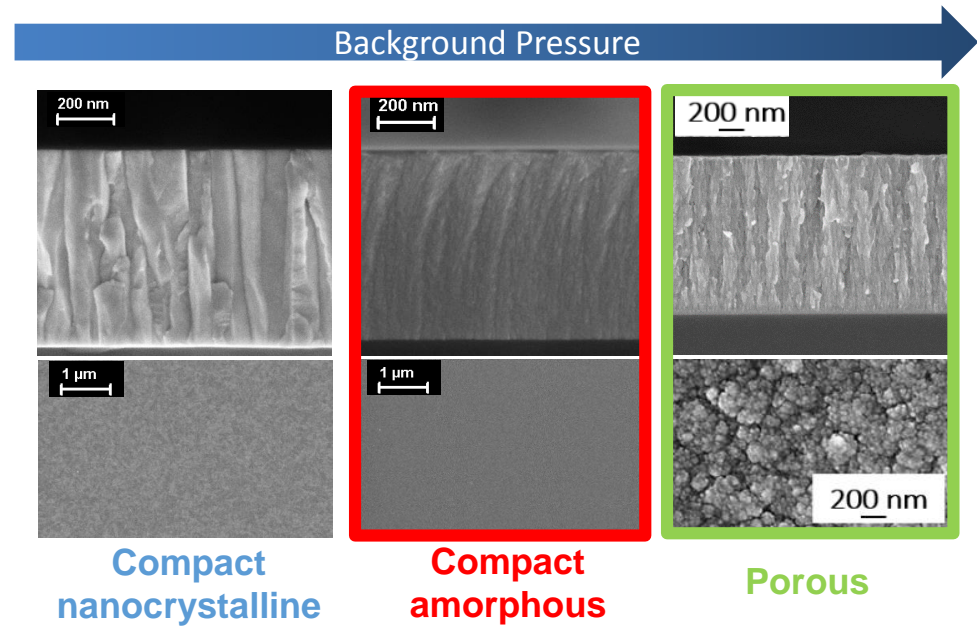 Background Pressure
200 nm
200 nm
200 nm
1 µm
1 µm
200 nm
Compact
nanocrystalline
Compact
amorphous
Porous